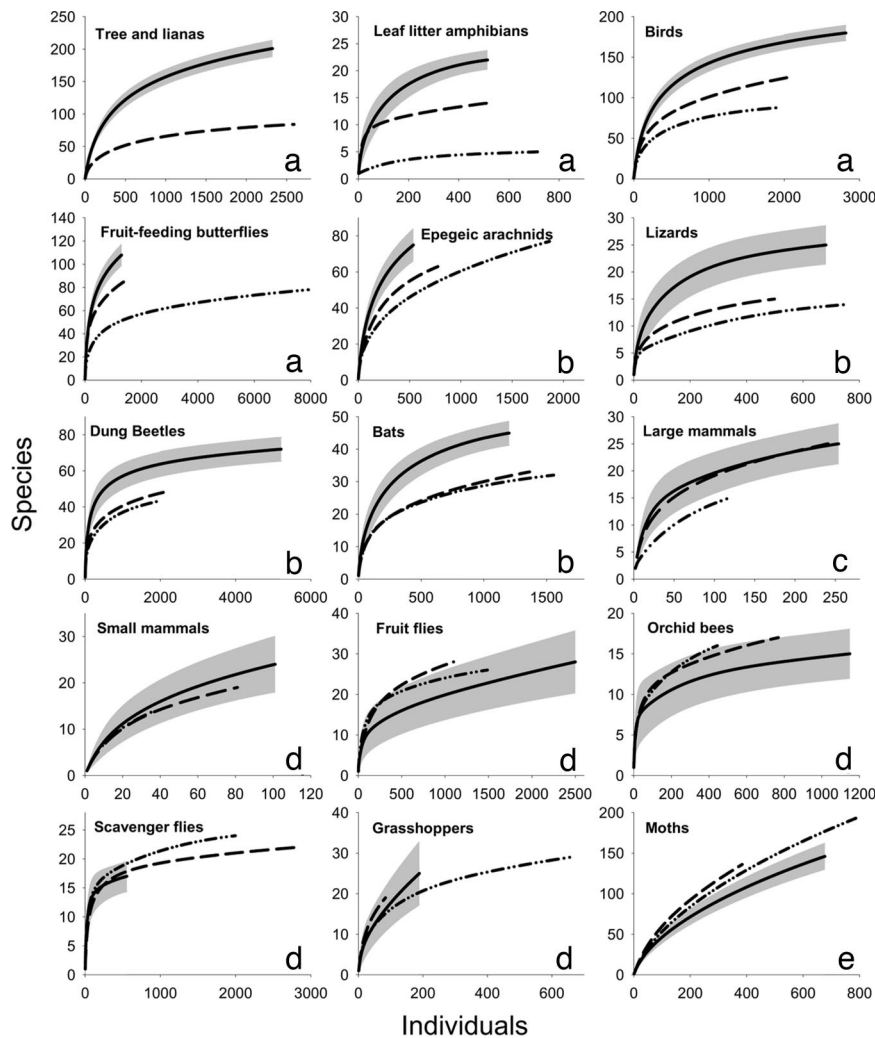 Species
Individuals
Tree and lianas
250
200
150
100
50
0
0 500 1000 1500 2000 2500
a
Leaf litter amphibians
30
25
20
15
10
5
0
0 200 400 600 800
a
Birds
200
150
100
50
0
0 1000 2000 3000
a
Fruit-feeding butterflies
140
120
100
80
60
40
20
0
0 2000 4000 6000 8000
a
Epegeic arachnids
80
60
40
20
0
0 500 1000 1500 2000
b
Lizards
30
25
20
15
10
5
0
0 200 400 600 800
b
Dung Beetles
80
60
40
20
0
0 2000 4000 6000
b
Bats
50
40
30
20
10
0
0 500 1000 1500
b
Large mammals
30
25
20
15
10
5
0
0 50 100 150 200 250
c
Small mammals
30
20
10
0
0 20 40 60 80 100 120
d
Fruit flies
40
30
20
10
0
0 500 1000 1500 2000 2500
d
Orchid bees
20
15
10
5
0
0 200 400 600 800 1000 1200
d
Scavenger flies
25
20
15
10
5
0
0 1000 2000 3000
d
Grasshoppers
40
30
20
10
0
0 200 400 600
d
Moths
200
150
100
50
0
0 200 400 600 800
e